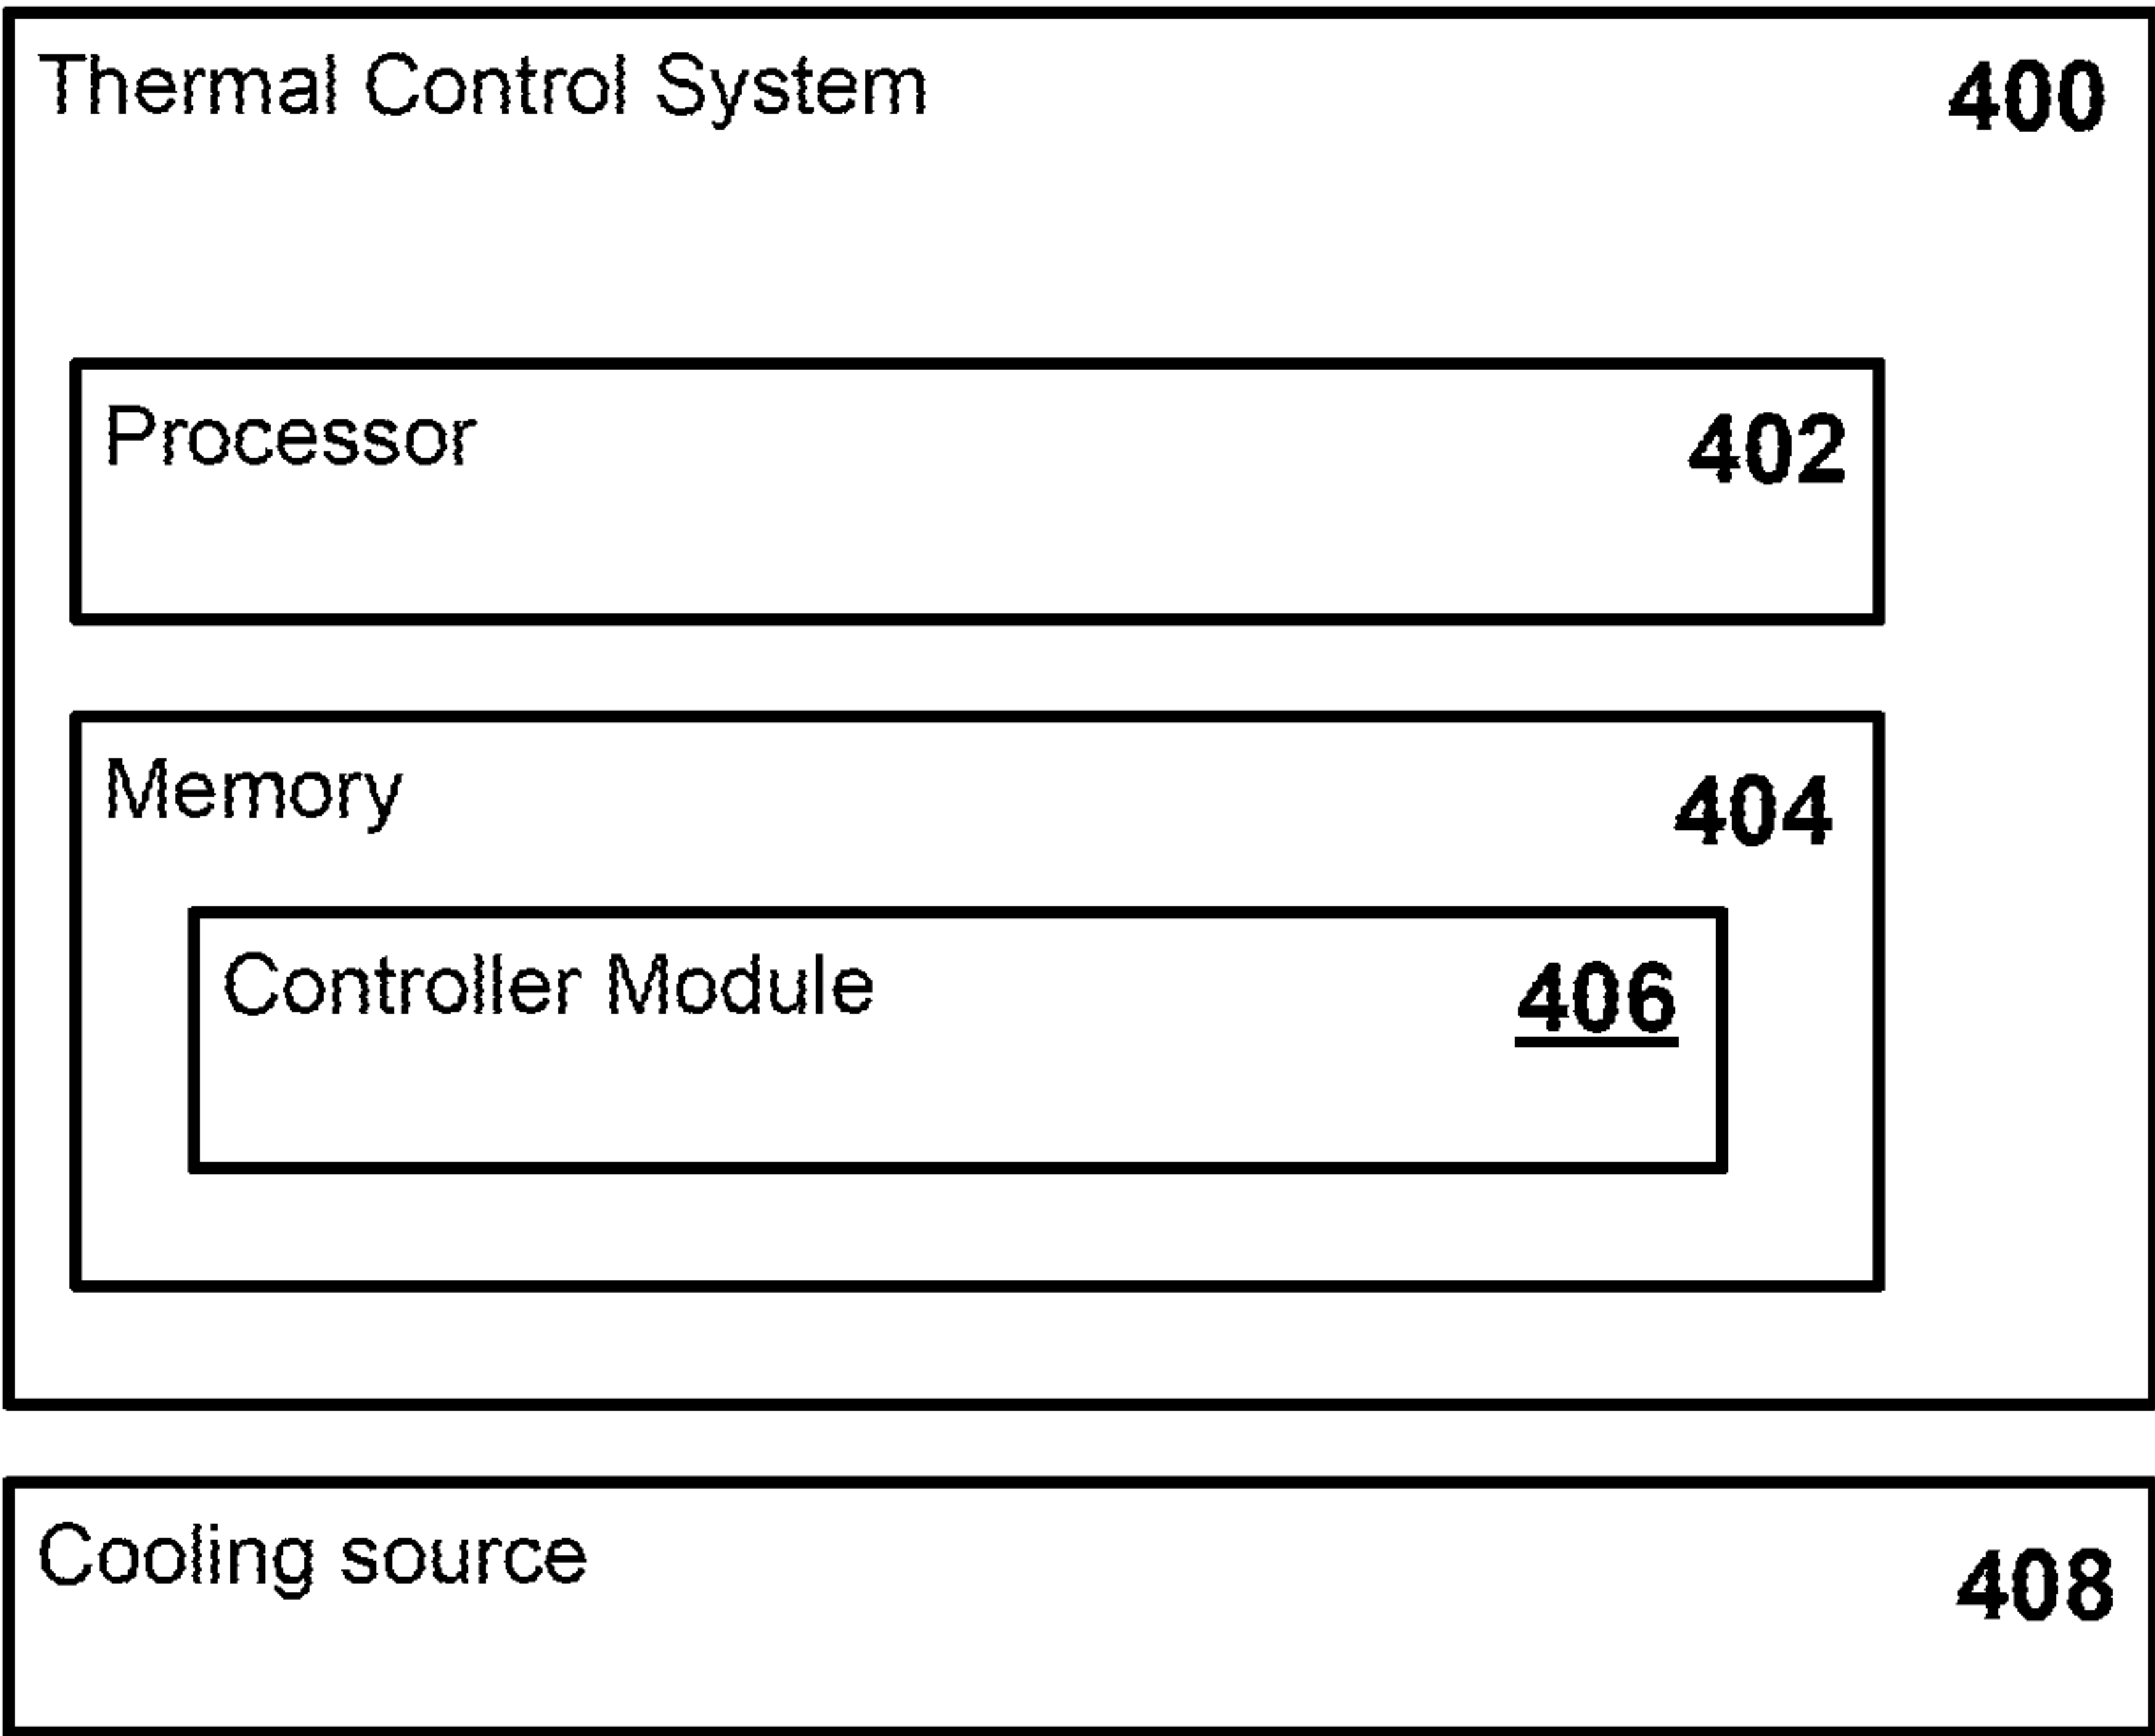 Thermal Control System 400
Processor 402
Memory 404
Controller Module 406
Cooling source 408